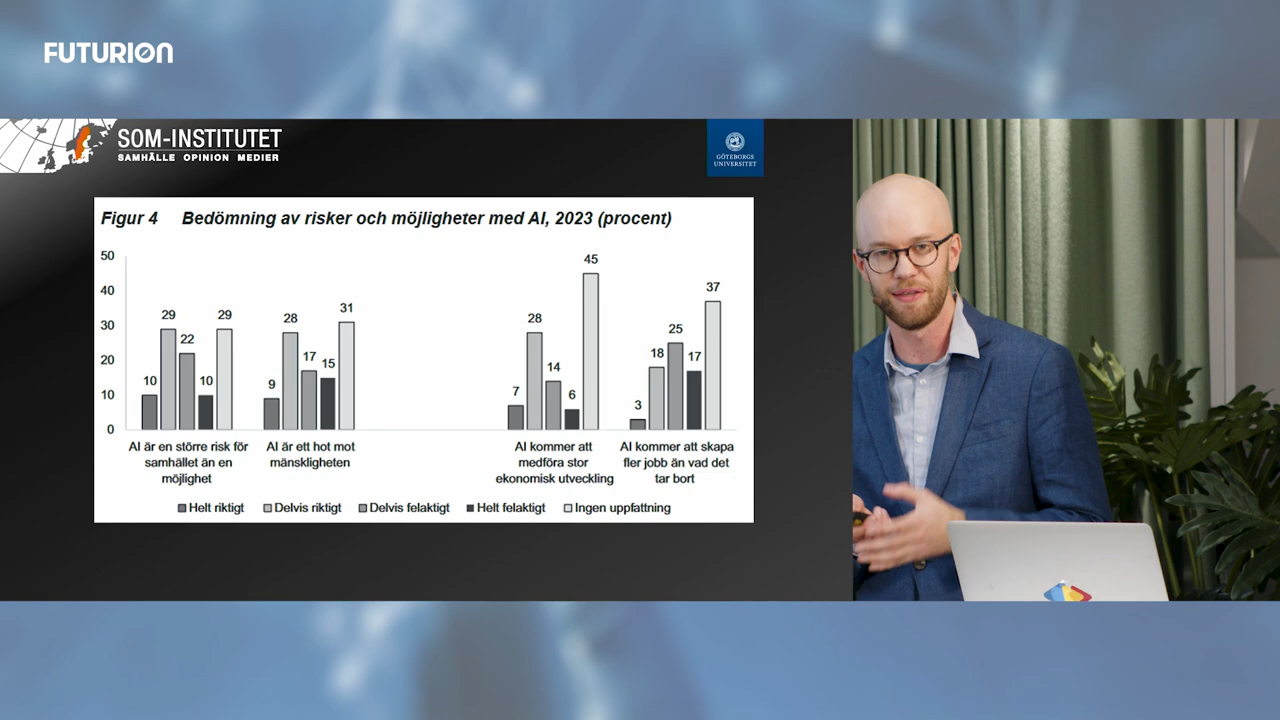 FUTURION
SOM-INSTITUTET
SAMHÄLLE OPINION MEDIER
GÖTEBORGS
UNIVERSITET
Figur 4 Bedömning av risker och möjligheter med AI, 2023 (procent)
50
40
30
20
10
0
10 29 22 10 29
9 28 17 15 31
7 28 14 6 45
3 18 25 17 37
AI är en större risk för
samhället än en
möjlighet
AI är ett hot mot
mänskligheten
AI kommer att
medföra stor
ekonomisk utveckling
AI kommer att skapa
fler jobb än vad det
tar bort
Helt riktigt Delvis riktigt Delvis felaktigt Helt felaktigt Ingen uppfattning